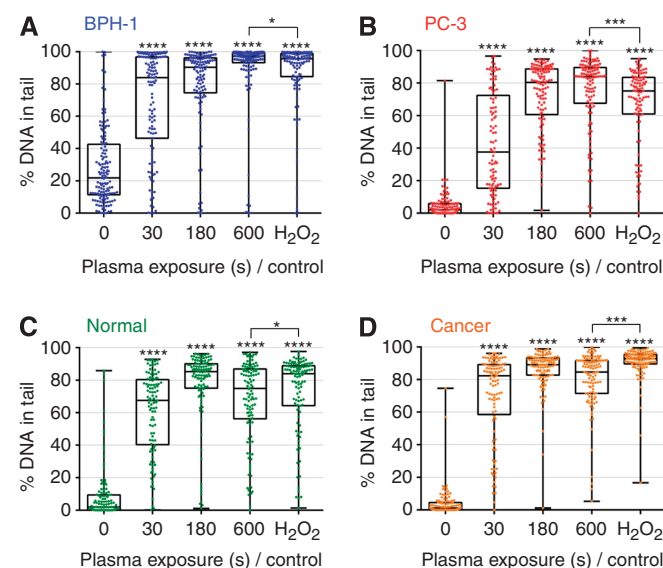 A BPH-1
*
**** **** **** ****
100
80
60
40
20
0
% DNA in tail
0 30 180 600 H₂O₂
Plasma exposure (s) / control
B PC-3
***
**** **** **** ****
100
80
60
40
20
0
% DNA in tail
0 30 180 600 H₂O₂
Plasma exposure (s) / control
C Normal
*
**** **** **** ****
100
80
60
40
20
0
% DNA in tail
0 30 180 600 H₂O₂
Plasma exposure (s) / control
D Cancer
***
**** **** **** ****
100
80
60
40
20
0
% DNA in tail
0 30 180 600 H₂O₂
Plasma exposure (s) / control